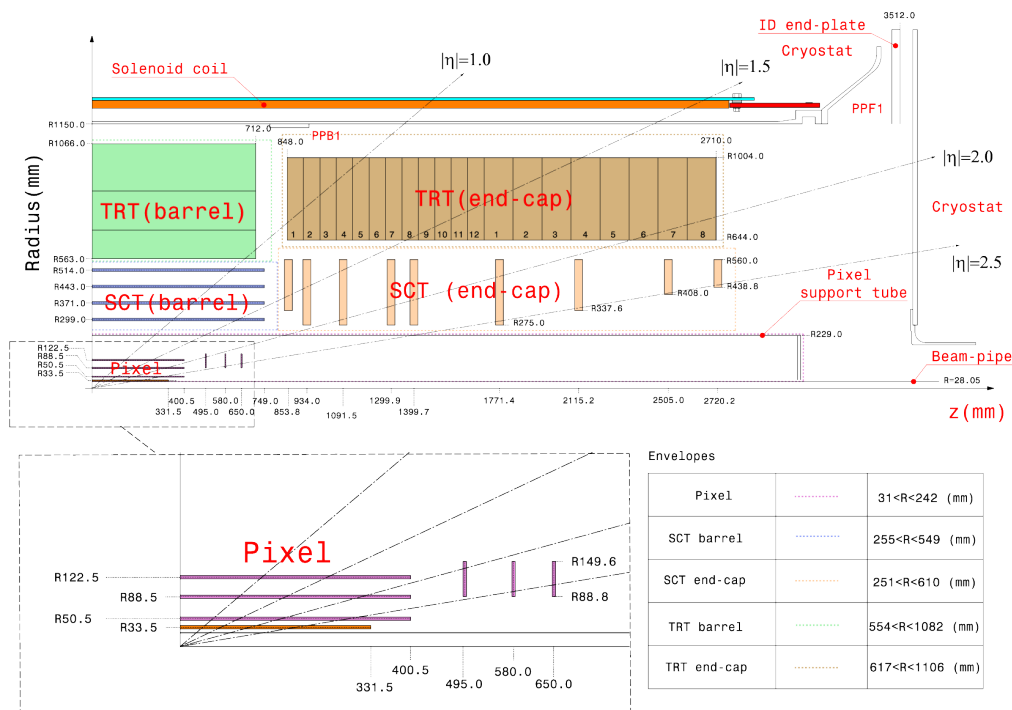 3512.0
ID end-plate
Cryostat
|η|=1.0
|η|=1.5
Solenoid coil
PPF1
R1150.0
712.0
PPB1
848.0
2710.0
R1066.0
R1004.0
|η|=2.0
TRT(barrel)
TRT(end-cap)
Cryostat
Radius(mm)
1 2 3 4 5 6 7 8 9 10 11 12 1 2 3 4 5 6 7 8
R644.0
R563.0
R560.0
|η|=2.5
R514.0
R443.0
SCT(barrel)
SCT (end-cap)
R438.8
R408.0
Pixel
support tube
R371.0
R337.6
R299.0
R275.0
R229.0
R122.5
R88.5
R50.5
R33.5
Pixel
Beam-pipe
R-28.05
400.5 580.0 749.0 934.0 1299.9 1771.4 2115.2 2505.0 2720.2
331.5 495.0 650.0 853.8 1091.5 1399.7
z(mm)
Envelopes
Pixel 31<R<242 (mm)
SCT barrel 255<R<549 (mm)
SCT end-cap 251<R<610 (mm)
TRT barrel 554<R<1082 (mm)
TRT end-cap 617<R<1106 (mm)
Pixel
R149.6
R122.5
R88.5
R88.8
R50.5
R33.5
400.5
580.0
331.5
495.0
650.0